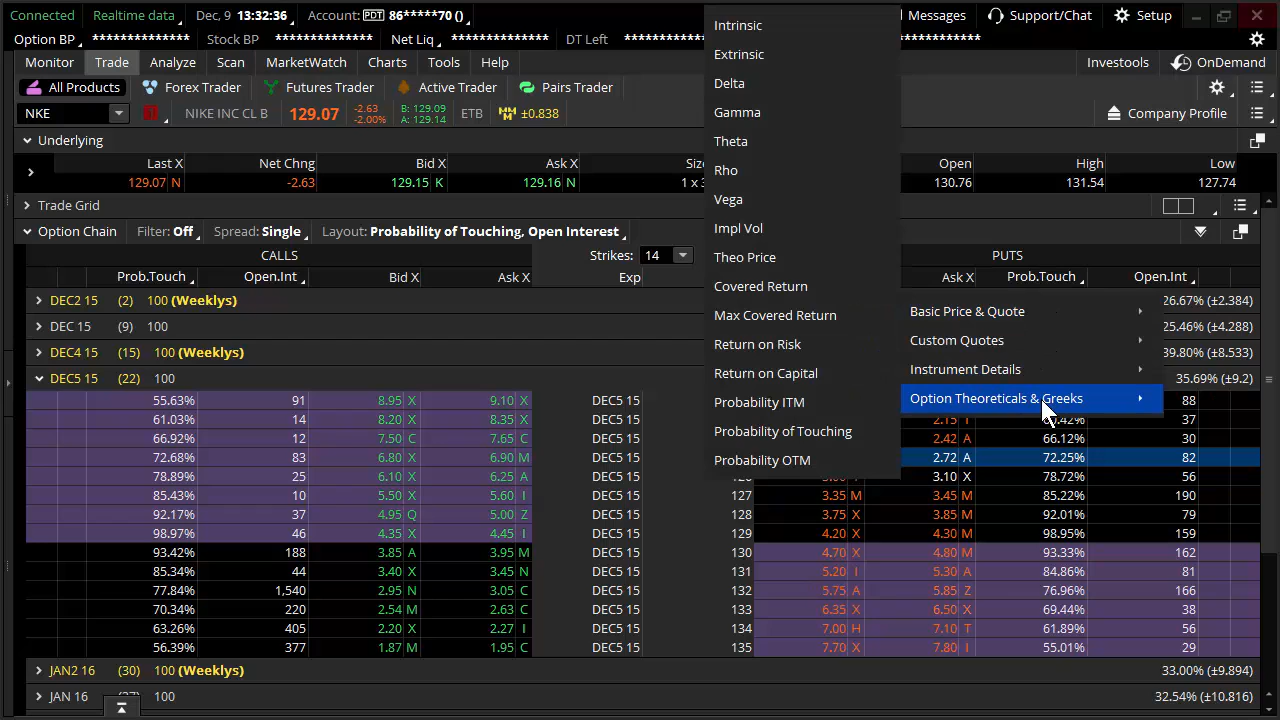 Connected Realtime data Dec, 9 13:32:36 Account: PDT 86*****70 () Messages Support/Chat Setup
Option BP ************** Stock BP ************** Net Liq ************** DT Left
Monitor Trade Analyze Scan MarketWatch Charts Tools Help Investools OnDemand
All Products Forex Trader Futures Trader Active Trader Pairs Trader
NKE NIKE INC CL B 129.07 -2.63 -2.00% B: 129.09 A: 129.14 ETB MM ±0.838 Company Profile
Underlying
Last X Net Chng Bid X Ask X Siz Open High Low
129.07 N -2.63 129.15 K 129.16 N 1 x 3 130.76 131.54 127.74
Trade Grid
Option Chain Filter: Off Spread: Single Layout: Probability of Touching, Open Interest
CALLS Strikes: 14 PUTS
Prob.Touch Open.Int Bid X Ask X Exp Ask X Prob.Touch Open.Int
DEC2 15 (2) 100 (Weeklys) 26.67% (±2.384)
DEC 15 (9) 100 25.46% (±4.288)
DEC4 15 (15) 100 (Weeklys) 39.80% (±8.533)
DEC5 15 (22) 100 35.69% (±9.2)
55.63% 91 8.95 X 9.10 X DEC5 15 88
61.03% 14 8.20 X 8.35 X DEC5 15 37
66.92% 12 7.50 C 7.65 C DEC5 15 2.42 A 66.12% 30
72.68% 83 6.80 X 6.90 M DEC5 15 2.72 A 72.25% 82
78.89% 25 6.10 X 6.25 A DEC5 15 3.10 X 78.72% 56
85.43% 10 5.50 X 5.60 I DEC5 15 127 3.35 M 3.45 M 85.22% 190
92.17% 37 4.95 Q 5.00 Z DEC5 15 128 3.75 X 3.85 M 92.01% 79
98.97% 46 4.35 X 4.45 I DEC5 15 129 4.20 X 4.30 M 98.95% 159
93.42% 188 3.85 A 3.95 M DEC5 15 130 4.70 X 4.80 M 93.33% 162
85.34% 44 3.40 X 3.45 N DEC5 15 131 5.20 I 5.30 A 84.86% 81
77.84% 1,540 2.95 N 3.05 C DEC5 15 132 5.75 A 5.85 Z 76.96% 166
70.34% 220 2.54 M 2.63 C DEC5 15 133 6.35 X 6.50 X 69.44% 38
63.26% 405 2.20 X 2.27 I DEC5 15 134 7.00 H 7.10 T 61.89% 56
56.39% 377 1.87 M 1.95 C DEC5 15 135 7.70 X 7.80 I 55.01% 29
JAN2 16 (30) 100 (Weeklys) 33.00% (±9.894)
JAN 16 100 32.54% (±10.816)
Intrinsic
Extrinsic
Delta
Gamma
Theta
Rho
Vega
Impl Vol
Theo Price
Covered Return
Max Covered Return
Return on Risk
Return on Capital
Probability ITM
Probability of Touching
Probability OTM
Basic Price & Quote
Custom Quotes
Instrument Details
Option Theoreticals & Greeks